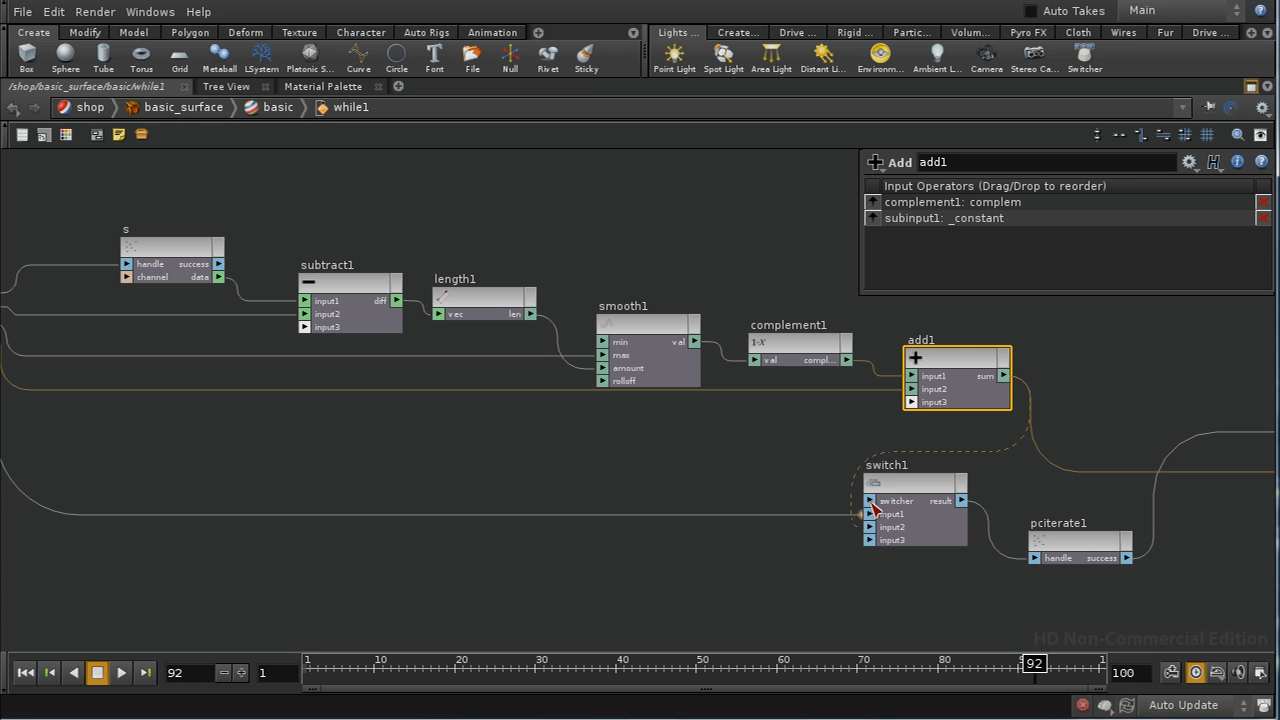 File Edit Render Windows Help Auto Takes Main
Create Modify Model Polygon Deform Texture Character Auto Rigs Animation Lights ... Create... Drive ... Rigid ... Partic... Volum... Pyro FX Cloth Wires Fur Drive ...
Box Sphere Tube Torus Grid Metaball LSystem Platonic S... Curve Circle Font File Null Rivet Sticky Point Light Spot Light Area Light Distant Li... Environm... Ambient L... Camera Stereo Ca... Switcher
/shop/basic_surface/basic/while1 Tree View Material Palette
shop basic_surface basic while1
Add add1
Input Operators (Drag/Drop to reorder)
complement1: complem
subinput1: _constant
s
handle success
channel data
subtract1
input1 diff
input2
input3
length1
vec len
smooth1
min val
max
amount
rolloff
complement1
1-X
val compl...
add1
input1 sum
input2
input3
switch1
switcher result
input1
input2
input3
pciterate1
handle success
HD Non-Commercial Edition
92 1 1 10 20 30 40 50 60 70 80 92 1 100
Auto Update